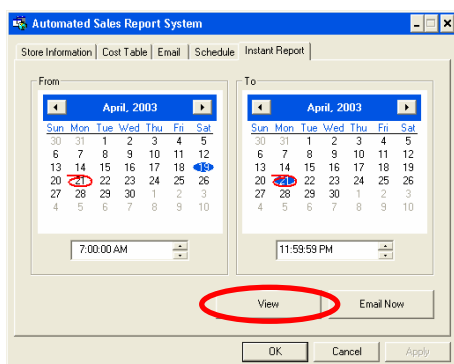 Automated Sales Report System
Store Information Cost Table Email Schedule Instant Report
From
April, 2003
Sun Mon Tue Wed Thu Fri Sat
30 31 1 2 3 4 5
6 7 8 9 10 11 12
13 14 15 16 17 18 19
20 21 22 23 24 25 26
27 28 29 30 1 2 3
4 5 6 7 8 9 10
7:00:00 AM
To
April, 2003
Sun Mon Tue Wed Thu Fri Sat
30 31 1 2 3 4 5
6 7 8 9 10 11 12
13 14 15 16 17 18 19
20 21 22 23 24 25 26
27 28 29 30 1 2 3
4 5 6 7 8 9 10
11:59:59 PM
View Email Now
OK Cancel Apply